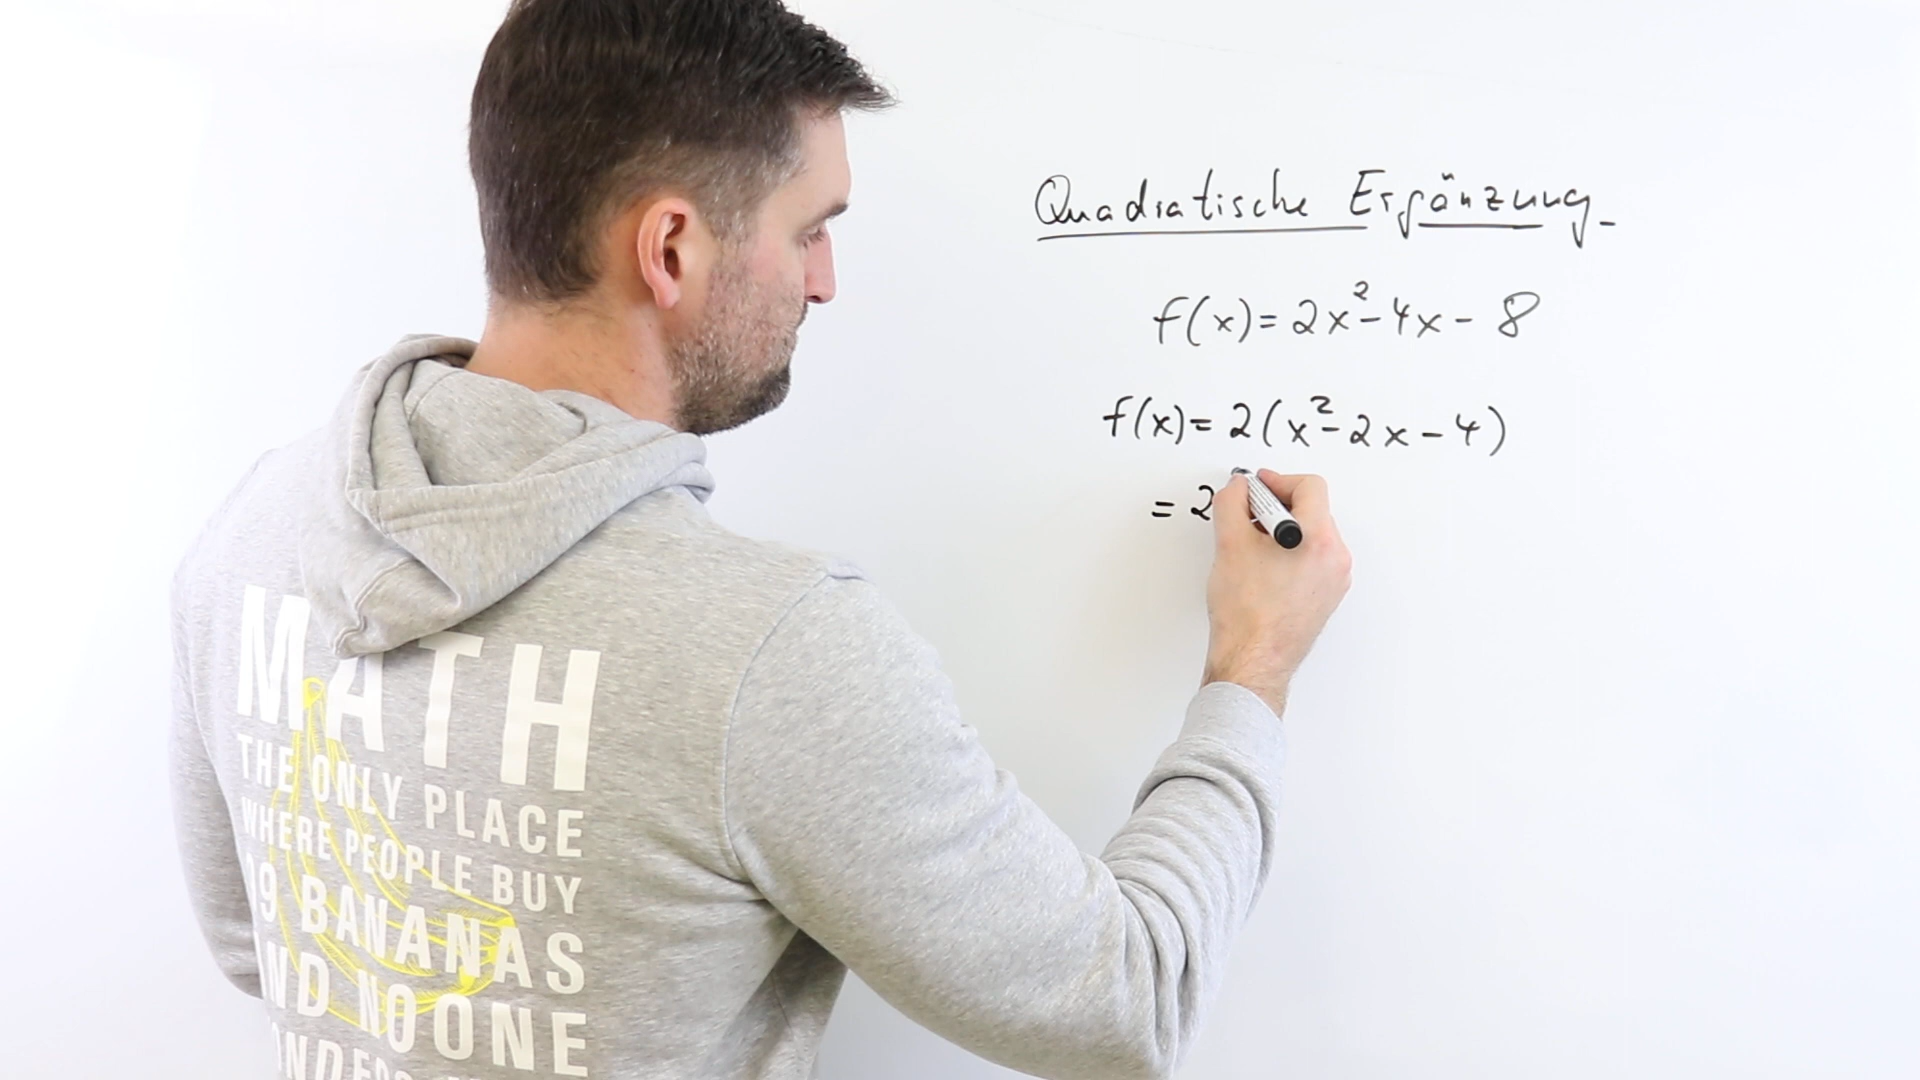 Quadratische Ergänzung
f(x)= 2x²-4x - 8
f(x)= 2(x²-2x-4)
= 2
MATH
THE ONLY PLACE
WHERE PEOPLE BUY
BANANAS
NOONE